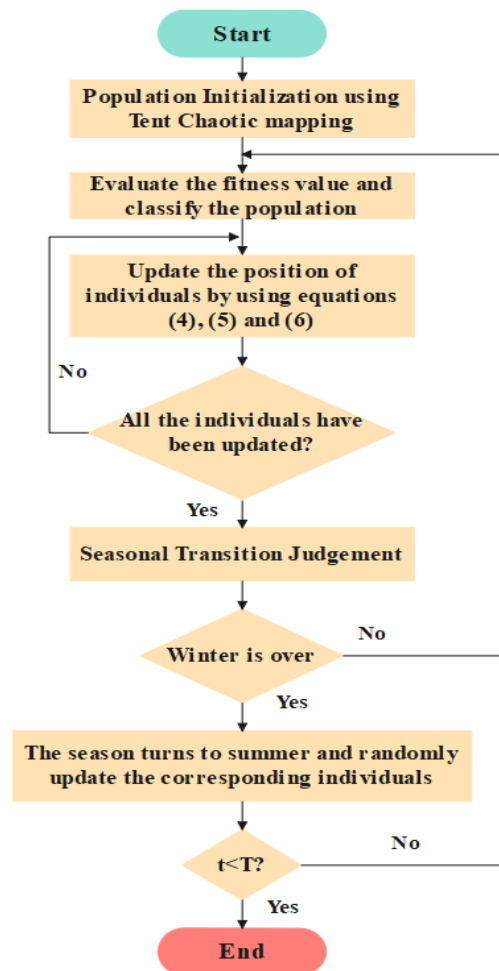 Start
Population Initialization using
Tent Chaotic mapping
Evaluate the fitness value and
classify the population
Update the position of
individuals by using equations
(4), (5) and (6)
No
All the individuals have
been updated?
Yes
Seasonal Transition Judgement
No
Winter is over
Yes
The season turns to summer and randomly
update the corresponding individuals
No
t<T?
Yes
End